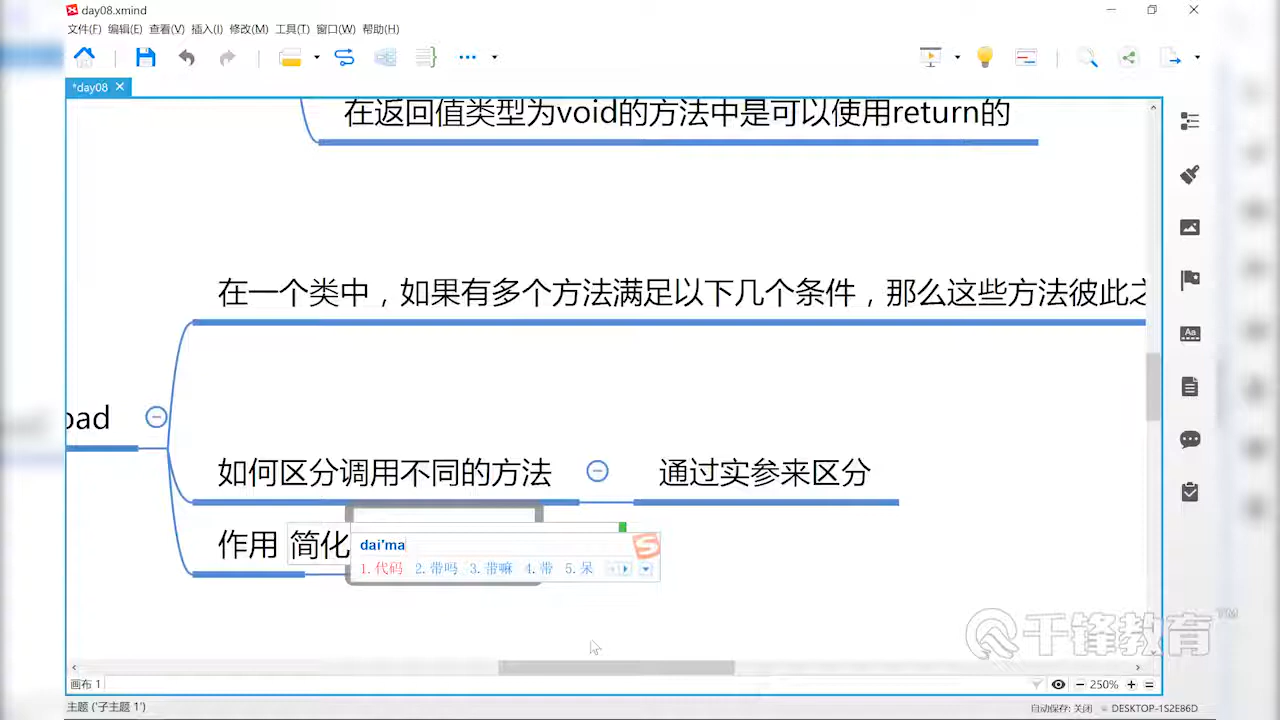 day08.xmind
文件(F) 编辑(E) 查看(V) 插入(I) 修改(M) 工具(T) 窗口(W) 帮助(H)
*day08
在返回值类型为void的方法中是可以使用return的
在一个类中，如果有多个方法满足以下几个条件，那么这些方法彼此之
oad
如何区分调用不同的方法 通过实参来区分
作用 简化
dai'ma
1.代码 2.带吗 3.带嘛 4.带 5.呆
千锋教育™
画布 1
250%
主题 ('子主题 1')
自动保存: 关闭 DESKTOP-1S2E86D